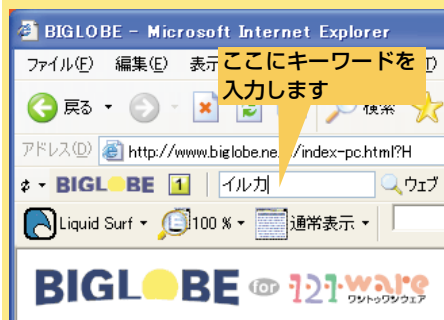 BIGLOBE - Microsoft Internet Explorer
ファイル(F) 編集(E) 表示
ここにキーワードを
入力します
戻る 検索
アドレス(D) http://www.biglobe.ne. /index-pc.html?H
BIGLOBE 1 イルカ ウェブ
Liquid Surf 100 % 通常表示
BIGLOBE for 121ware
ワントゥワンウェア